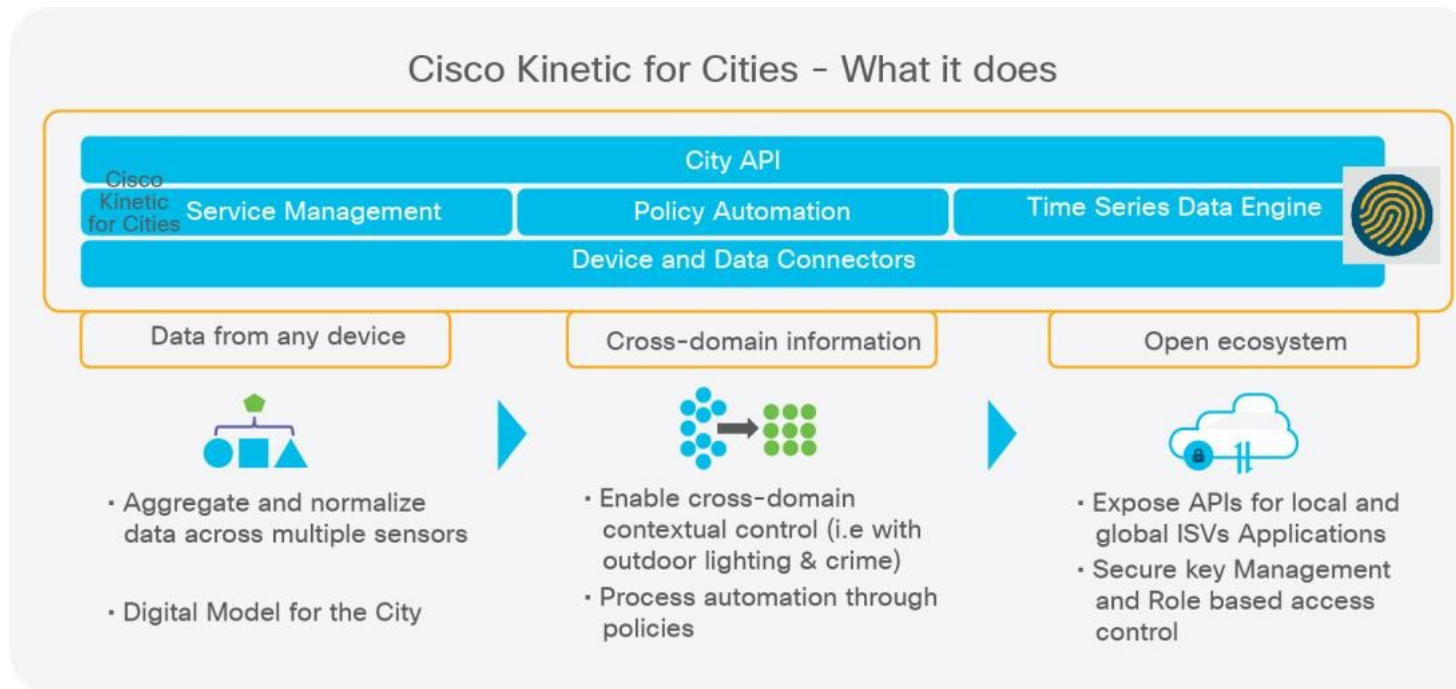 Cisco Kinetic for Cities - What it does
City API
Cisco
Kinetic
for Cities
Service Management
Policy Automation
Time Series Data Engine
Device and Data Connectors
Data from any device
Cross-domain information
Open ecosystem
· Aggregate and normalize
data across multiple sensors
· Digital Model for the City
· Enable cross-domain
contextual control (i.e with
outdoor lighting & crime)
· Process automation through
policies
· Expose APIs for local and
global ISVs Applications
· Secure key Management
and Role based access
control